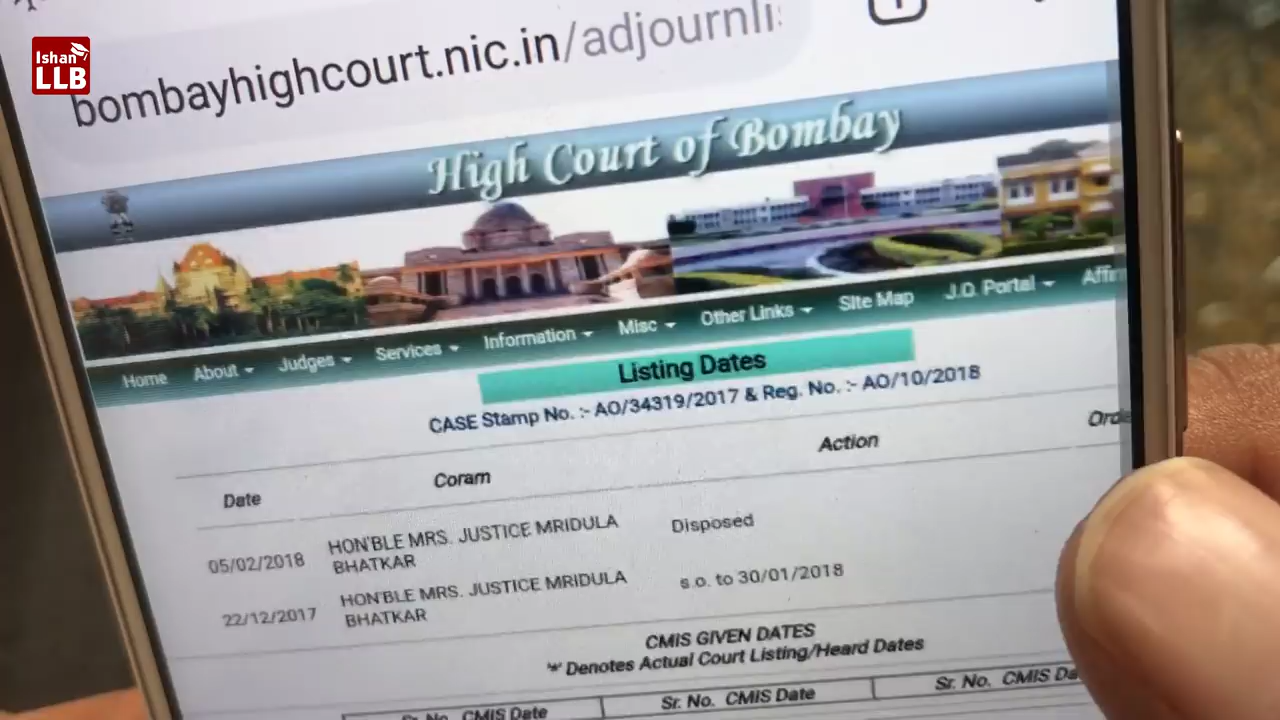 Ishan
LLB
bombayhighcourt.nic.in/adjournli
High Court of Bombay
Home About Judges Services Information Misc Other Links Site Map J.O. Portal
Listing Dates
CASE Stamp No. :- AO/34319/2017 & Reg. No. :- AO/10/2018
Date Coram Action
05/02/2018 HON'BLE MRS. JUSTICE MRIDULA BHATKAR Disposed
22/12/2017 HON'BLE MRS. JUSTICE MRIDULA BHATKAR s.o. to 30/01/2018
CMIS GIVEN DATES
'*' Denotes Actual Court Listing/Heard Dates
Sr. No. CMIS Date Sr. No. CMIS Date Sr. No. CMIS